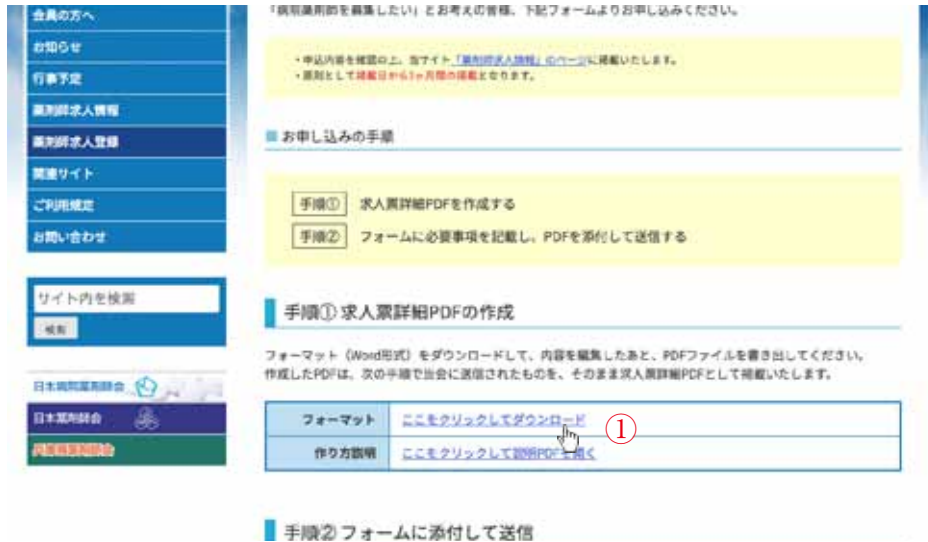 会員の方へ
お知らせ
行事予定
薬剤師求人情報
薬剤師求人登録
関連サイト
ご利用規定
お問い合わせ
サイト内を検索
検索
日本病院薬剤師会
日本薬剤師会
兵庫県薬剤師会
「病院薬剤師を募集したい」とお考えの皆様、下記フォームよりお申し込みください。
・申込内容を確認の上、当サイト「薬剤師求人情報」のページに掲載いたします。
・原則として掲載日から1ヶ月間の掲載となります。
お申し込みの手順
手順① 求人票詳細PDFを作成する
手順② フォームに必要事項を記載し、PDFを添付して送信する
手順① 求人票詳細PDFの作成
フォーマット（Word形式）をダウンロードして、内容を編集したあと、PDFファイルを書き出してください。
作成したPDFは、次の手順で当会に送信されたものを、そのまま求人票詳細PDFとして掲載いたします。
フォーマット ここをクリックしてダウンロード ①
作り方説明 ここをクリックして説明PDFを開く
手順② フォームに添付して送信